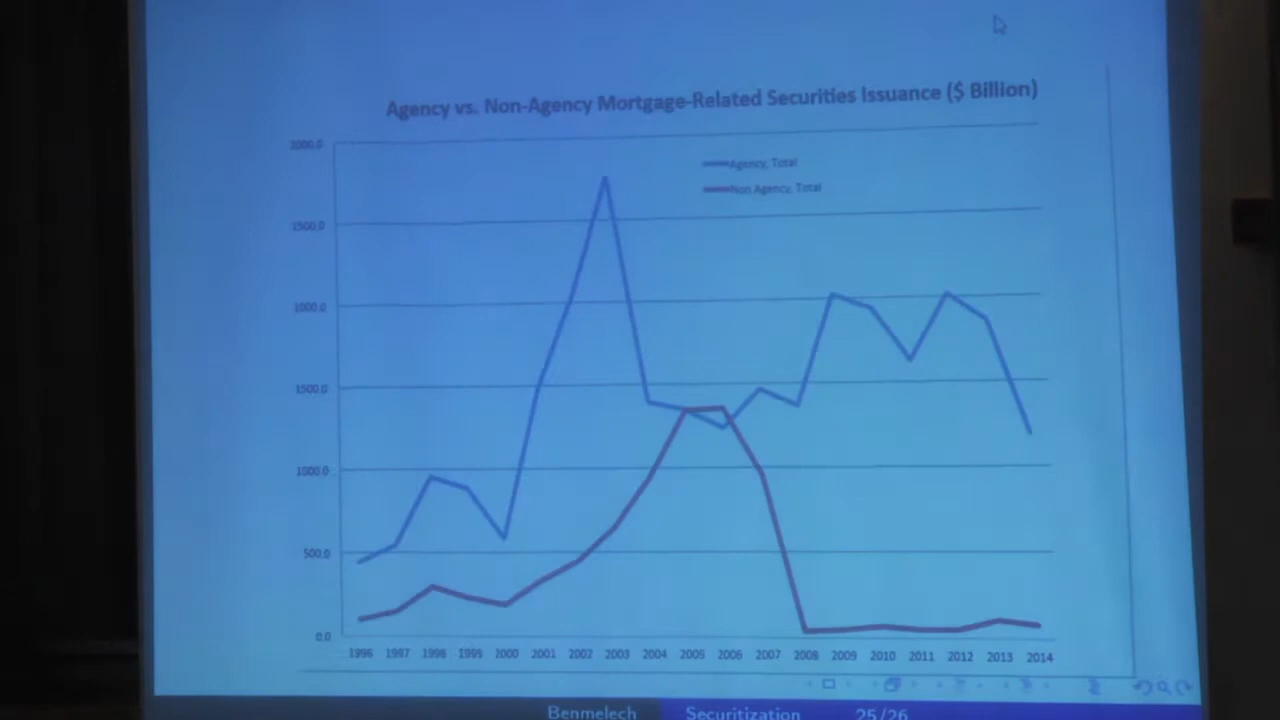 Agency vs. Non-Agency Mortgage-Related Securities Issuance ($ Billion)
Agency, Total
Non Agency, Total
2000.0
1500.0
1000.0
1500.0
1000.0
500.0
0.0
1996 1997 1998 1999 2000 2001 2002 2003 2004 2005 2006 2007 2008 2009 2010 2011 2012 2013 2014
Benmelech Securitization 25/26